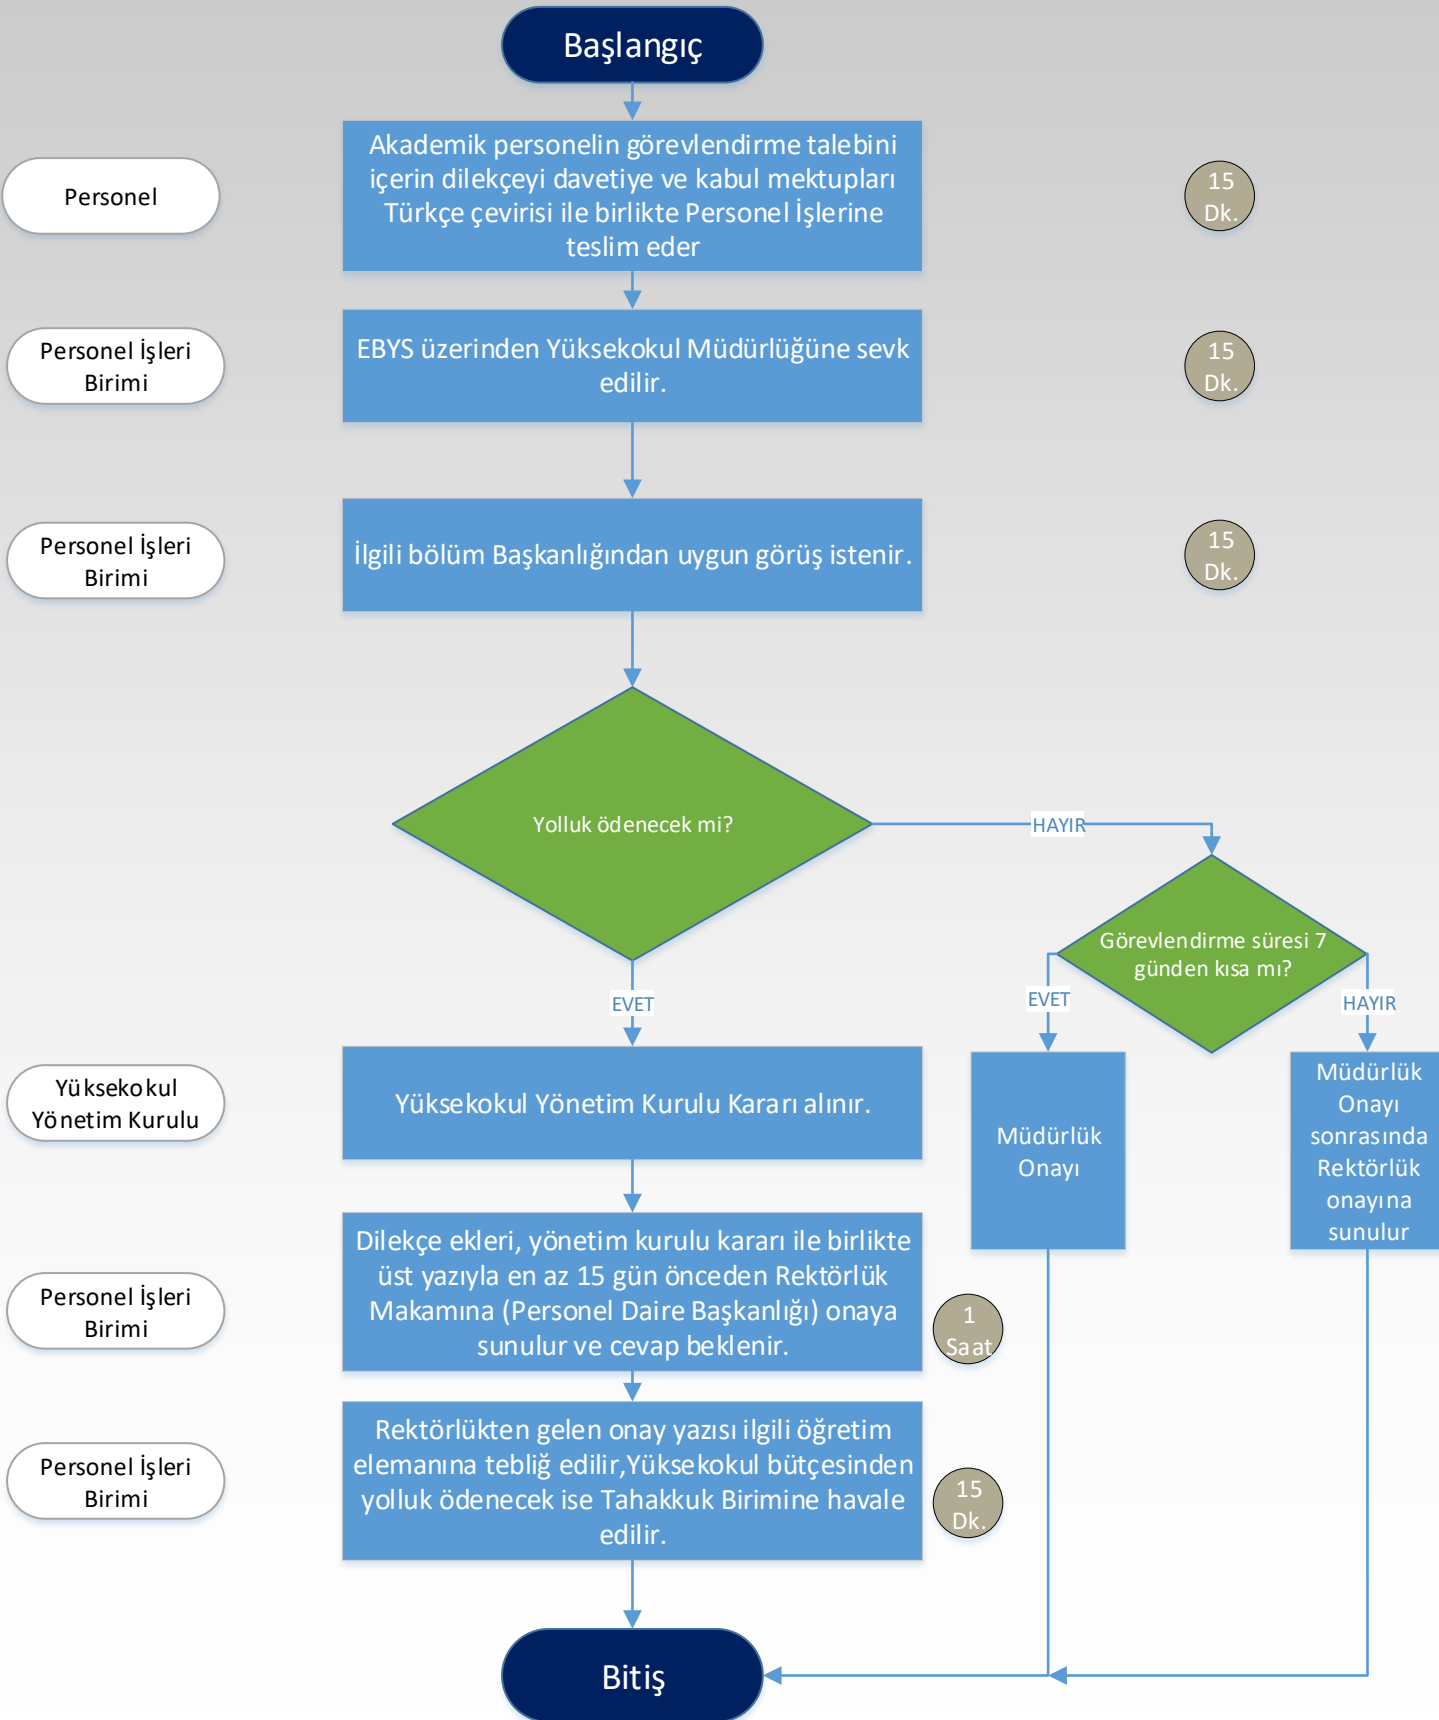 Başlangıç
Personel
Akademik personelin görevlendirme talebini
içerin dilekçeyi davetiye ve kabul mektupları
Türkçe çevirisi ile birlikte Personel İşlerine
teslim eder
15
Dk.
Personel İşleri
Birimi
EBYS üzerinden Yüksekokul Müdürlüğüne sevk
edilir.
15
Dk.
Personel İşleri
Birimi
İlgili bölüm Başkanlığından uygun görüş istenir.
15
Dk.
Yolluk ödenecek mi?
HAYIR
Görevlendirme süresi 7
günden kısa mı?
EVET
EVET
HAYIR
Yüksekokul
Yönetim Kurulu
Yüksekokul Yönetim Kurulu Kararı alınır.
Müdürlük
Onayı
Müdürlük
Onayı
sonrasında
Rektörlük
onayına
sunulur
Personel İşleri
Birimi
Dilekçe ekleri, yönetim kurulu kararı ile birlikte
üst yazıyla en az 15 gün önceden Rektörlük
Makamına (Personel Daire Başkanlığı) onaya
sunulur ve cevap beklenir.
1
Saat
Personel İşleri
Birimi
Rektörlükten gelen onay yazısı ilgili öğretim
elemanına tebliğ edilir,Yüksekokul bütçesinden
yolluk ödenecek ise Tahakkuk Birimine havale
edilir.
15
Dk.
Bitiş